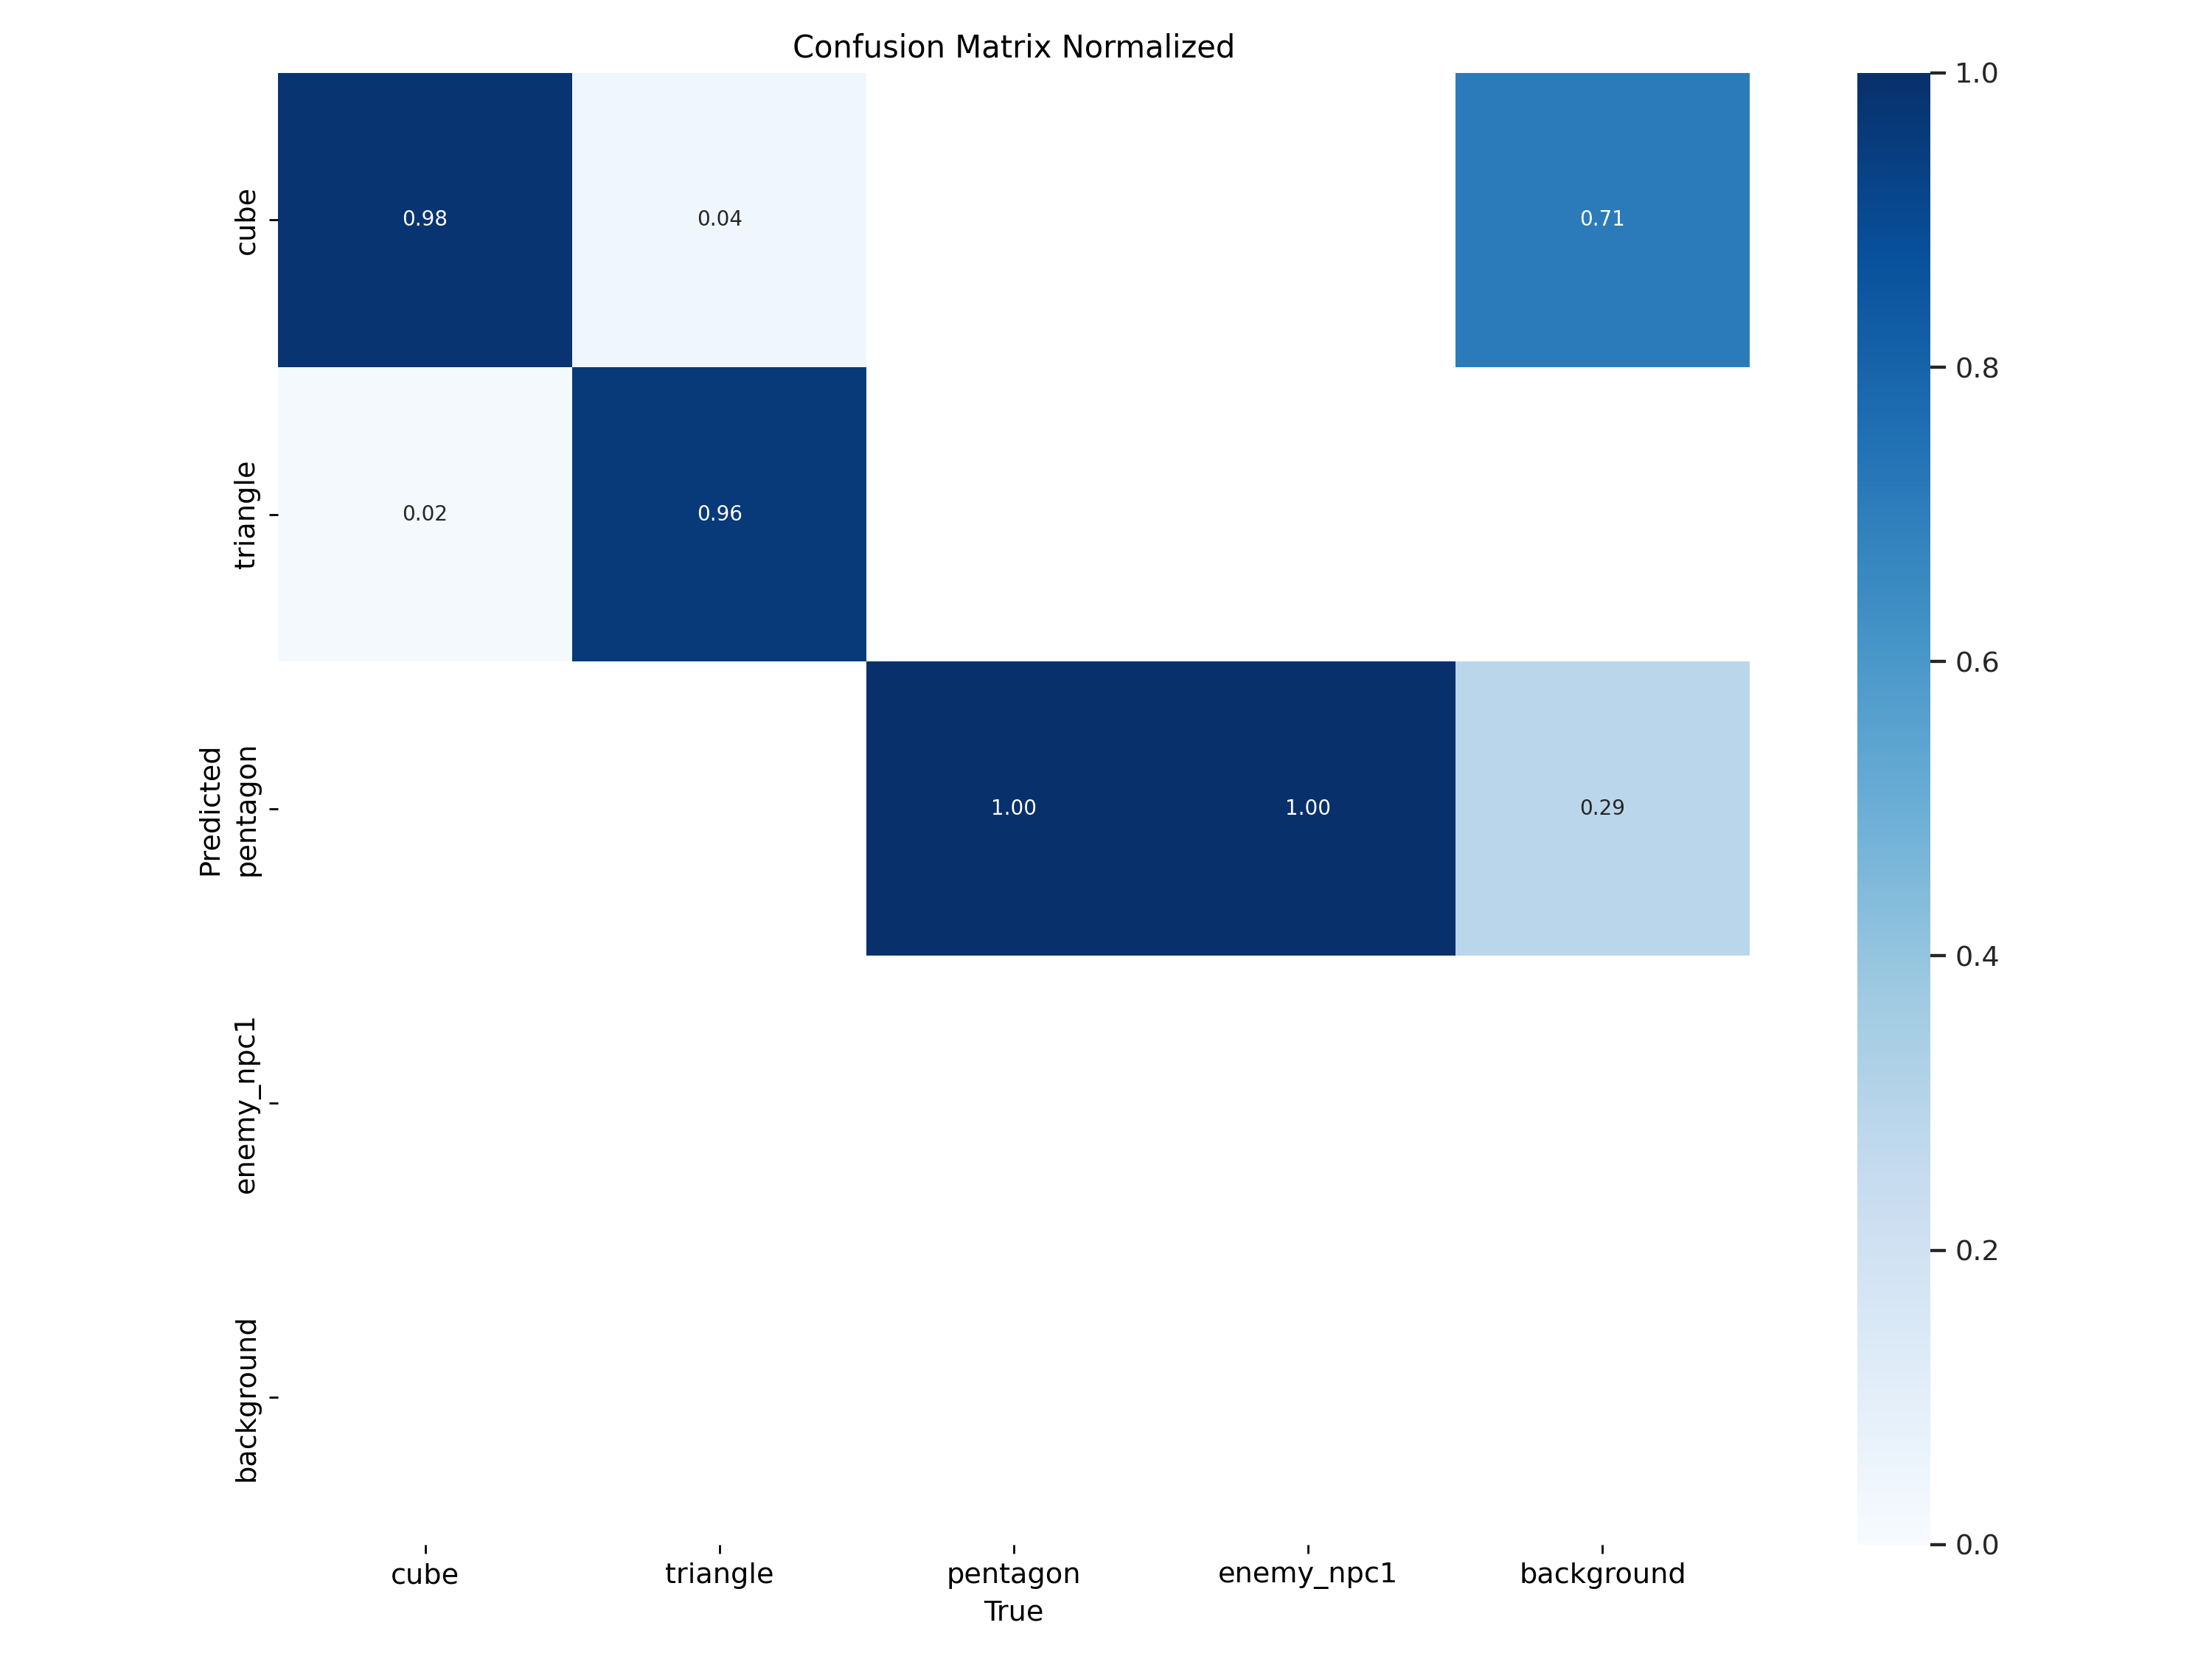 Confusion Matrix Normalized
cube
0.98
0.04
0.71
triangle
0.02
0.96
Predicted
pentagon
1.00
1.00
0.29
enemy_npc1
background
cube
triangle
pentagon
enemy_npc1
background
True
1.0
0.8
0.6
0.4
0.2
0.0